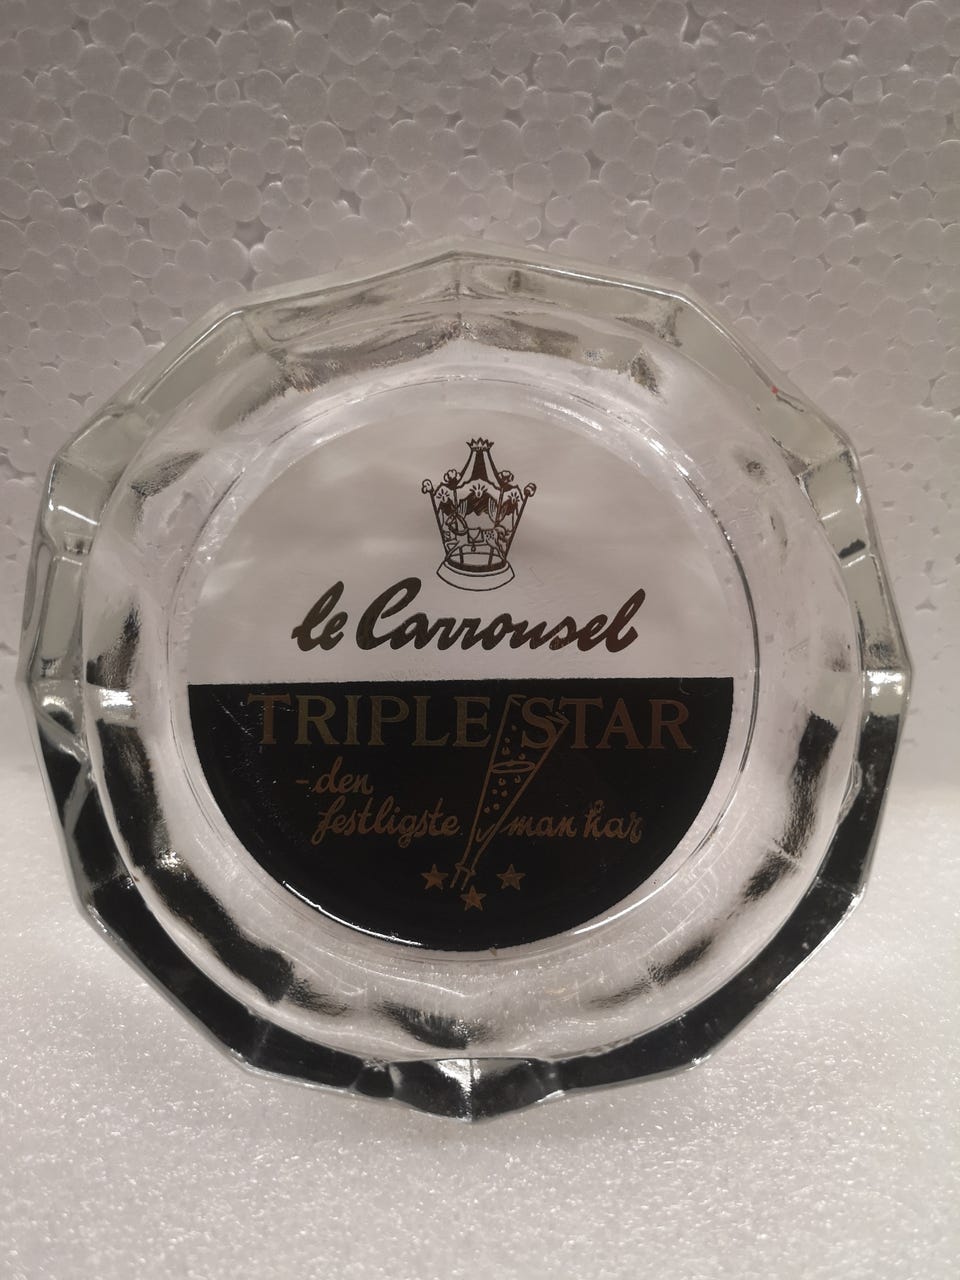 le Carrousel
TRIPLE STAR
-den
festligste man har